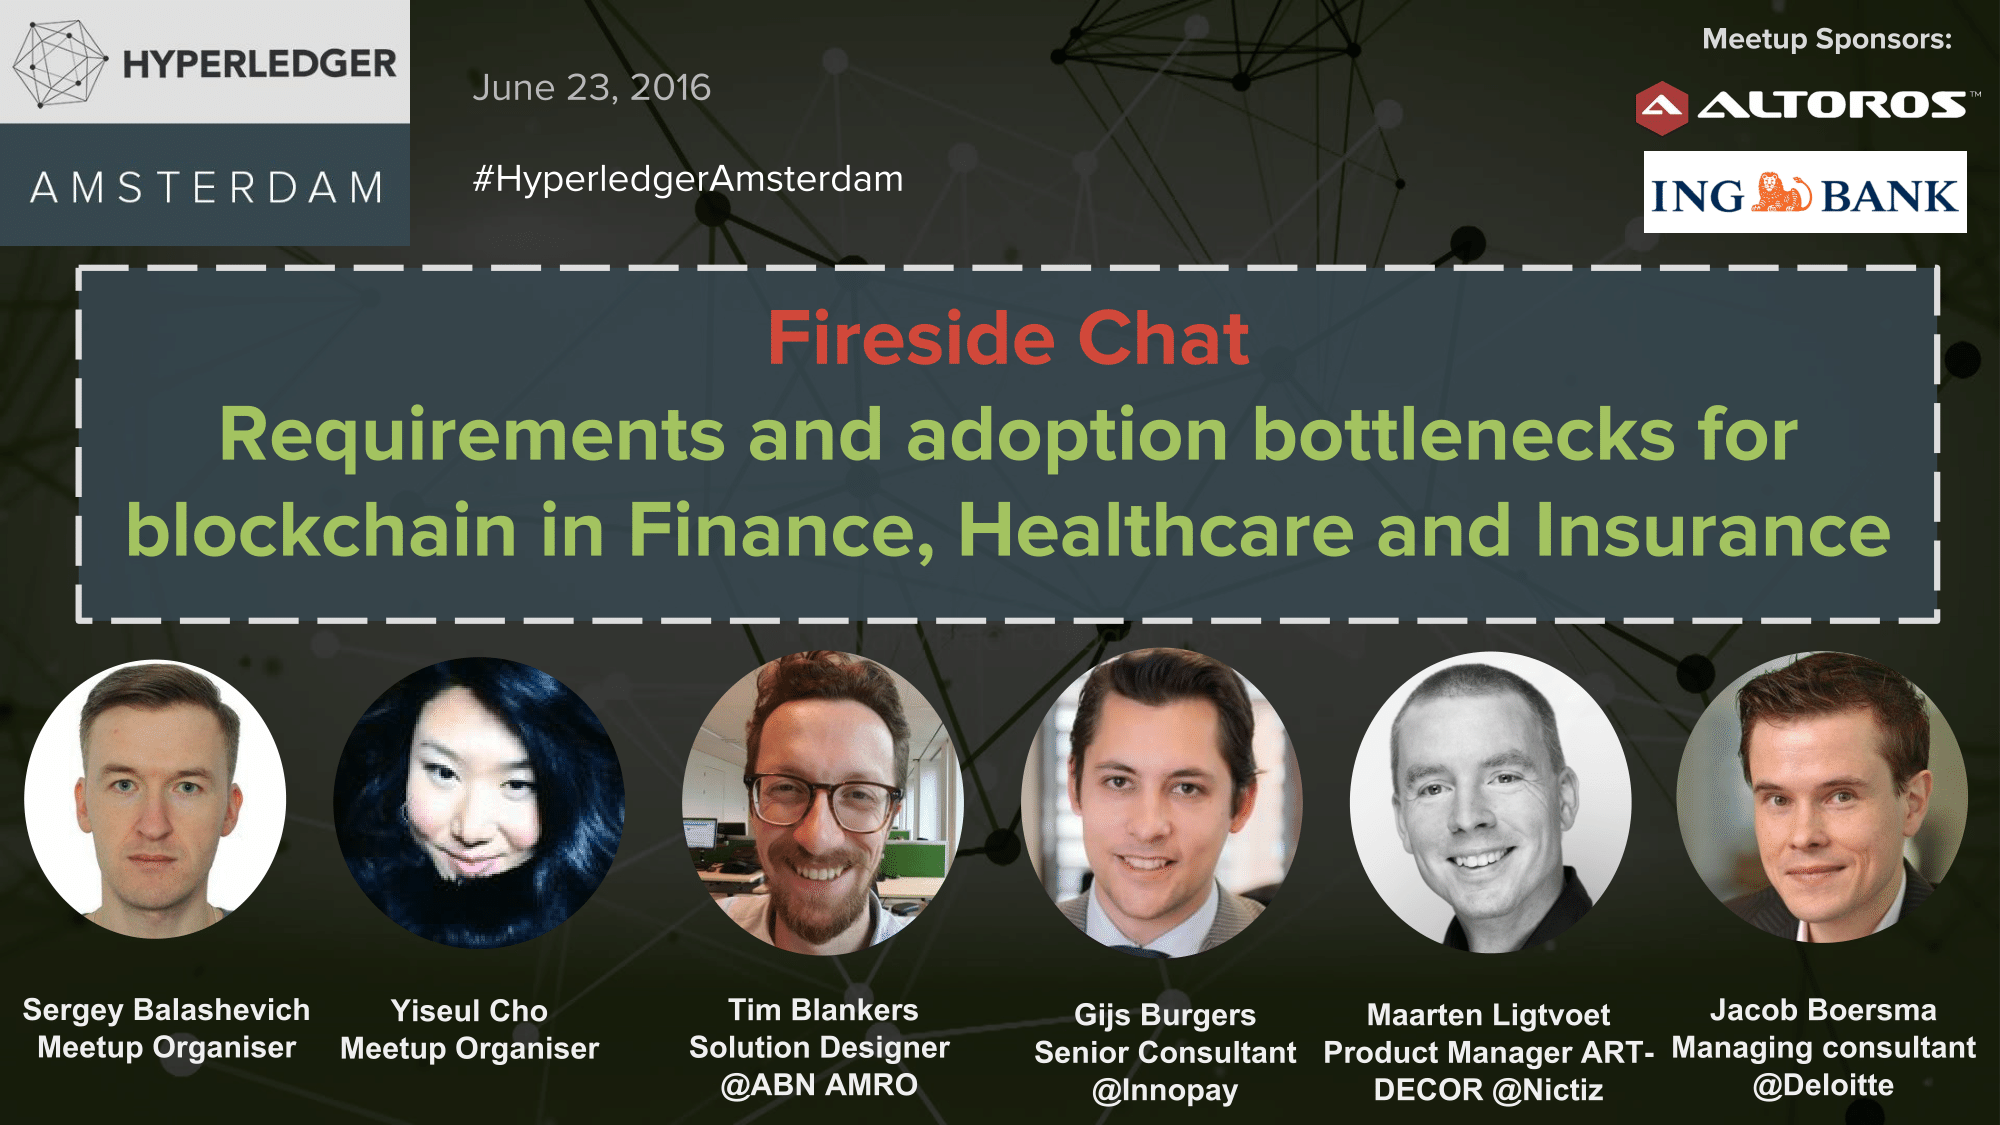 HYPERLEDGER
AMSTERDAM
June 23, 2016
#HyperledgerAmsterdam
Meetup Sponsors:
ALTOROS™
ING BANK
Fireside Chat
Requirements and adoption bottlenecks for
blockchain in Finance, Healthcare and Insurance
Sergey Balashevich
Meetup Organiser
Yiseul Cho
Meetup Organiser
Tim Blankers
Solution Designer
@ABN AMRO
Gijs Burgers
Senior Consultant
@Innopay
Maarten Ligtvoet
Product Manager ART-
DECOR @Nictiz
Jacob Boersma
Managing consultant
@Deloitte